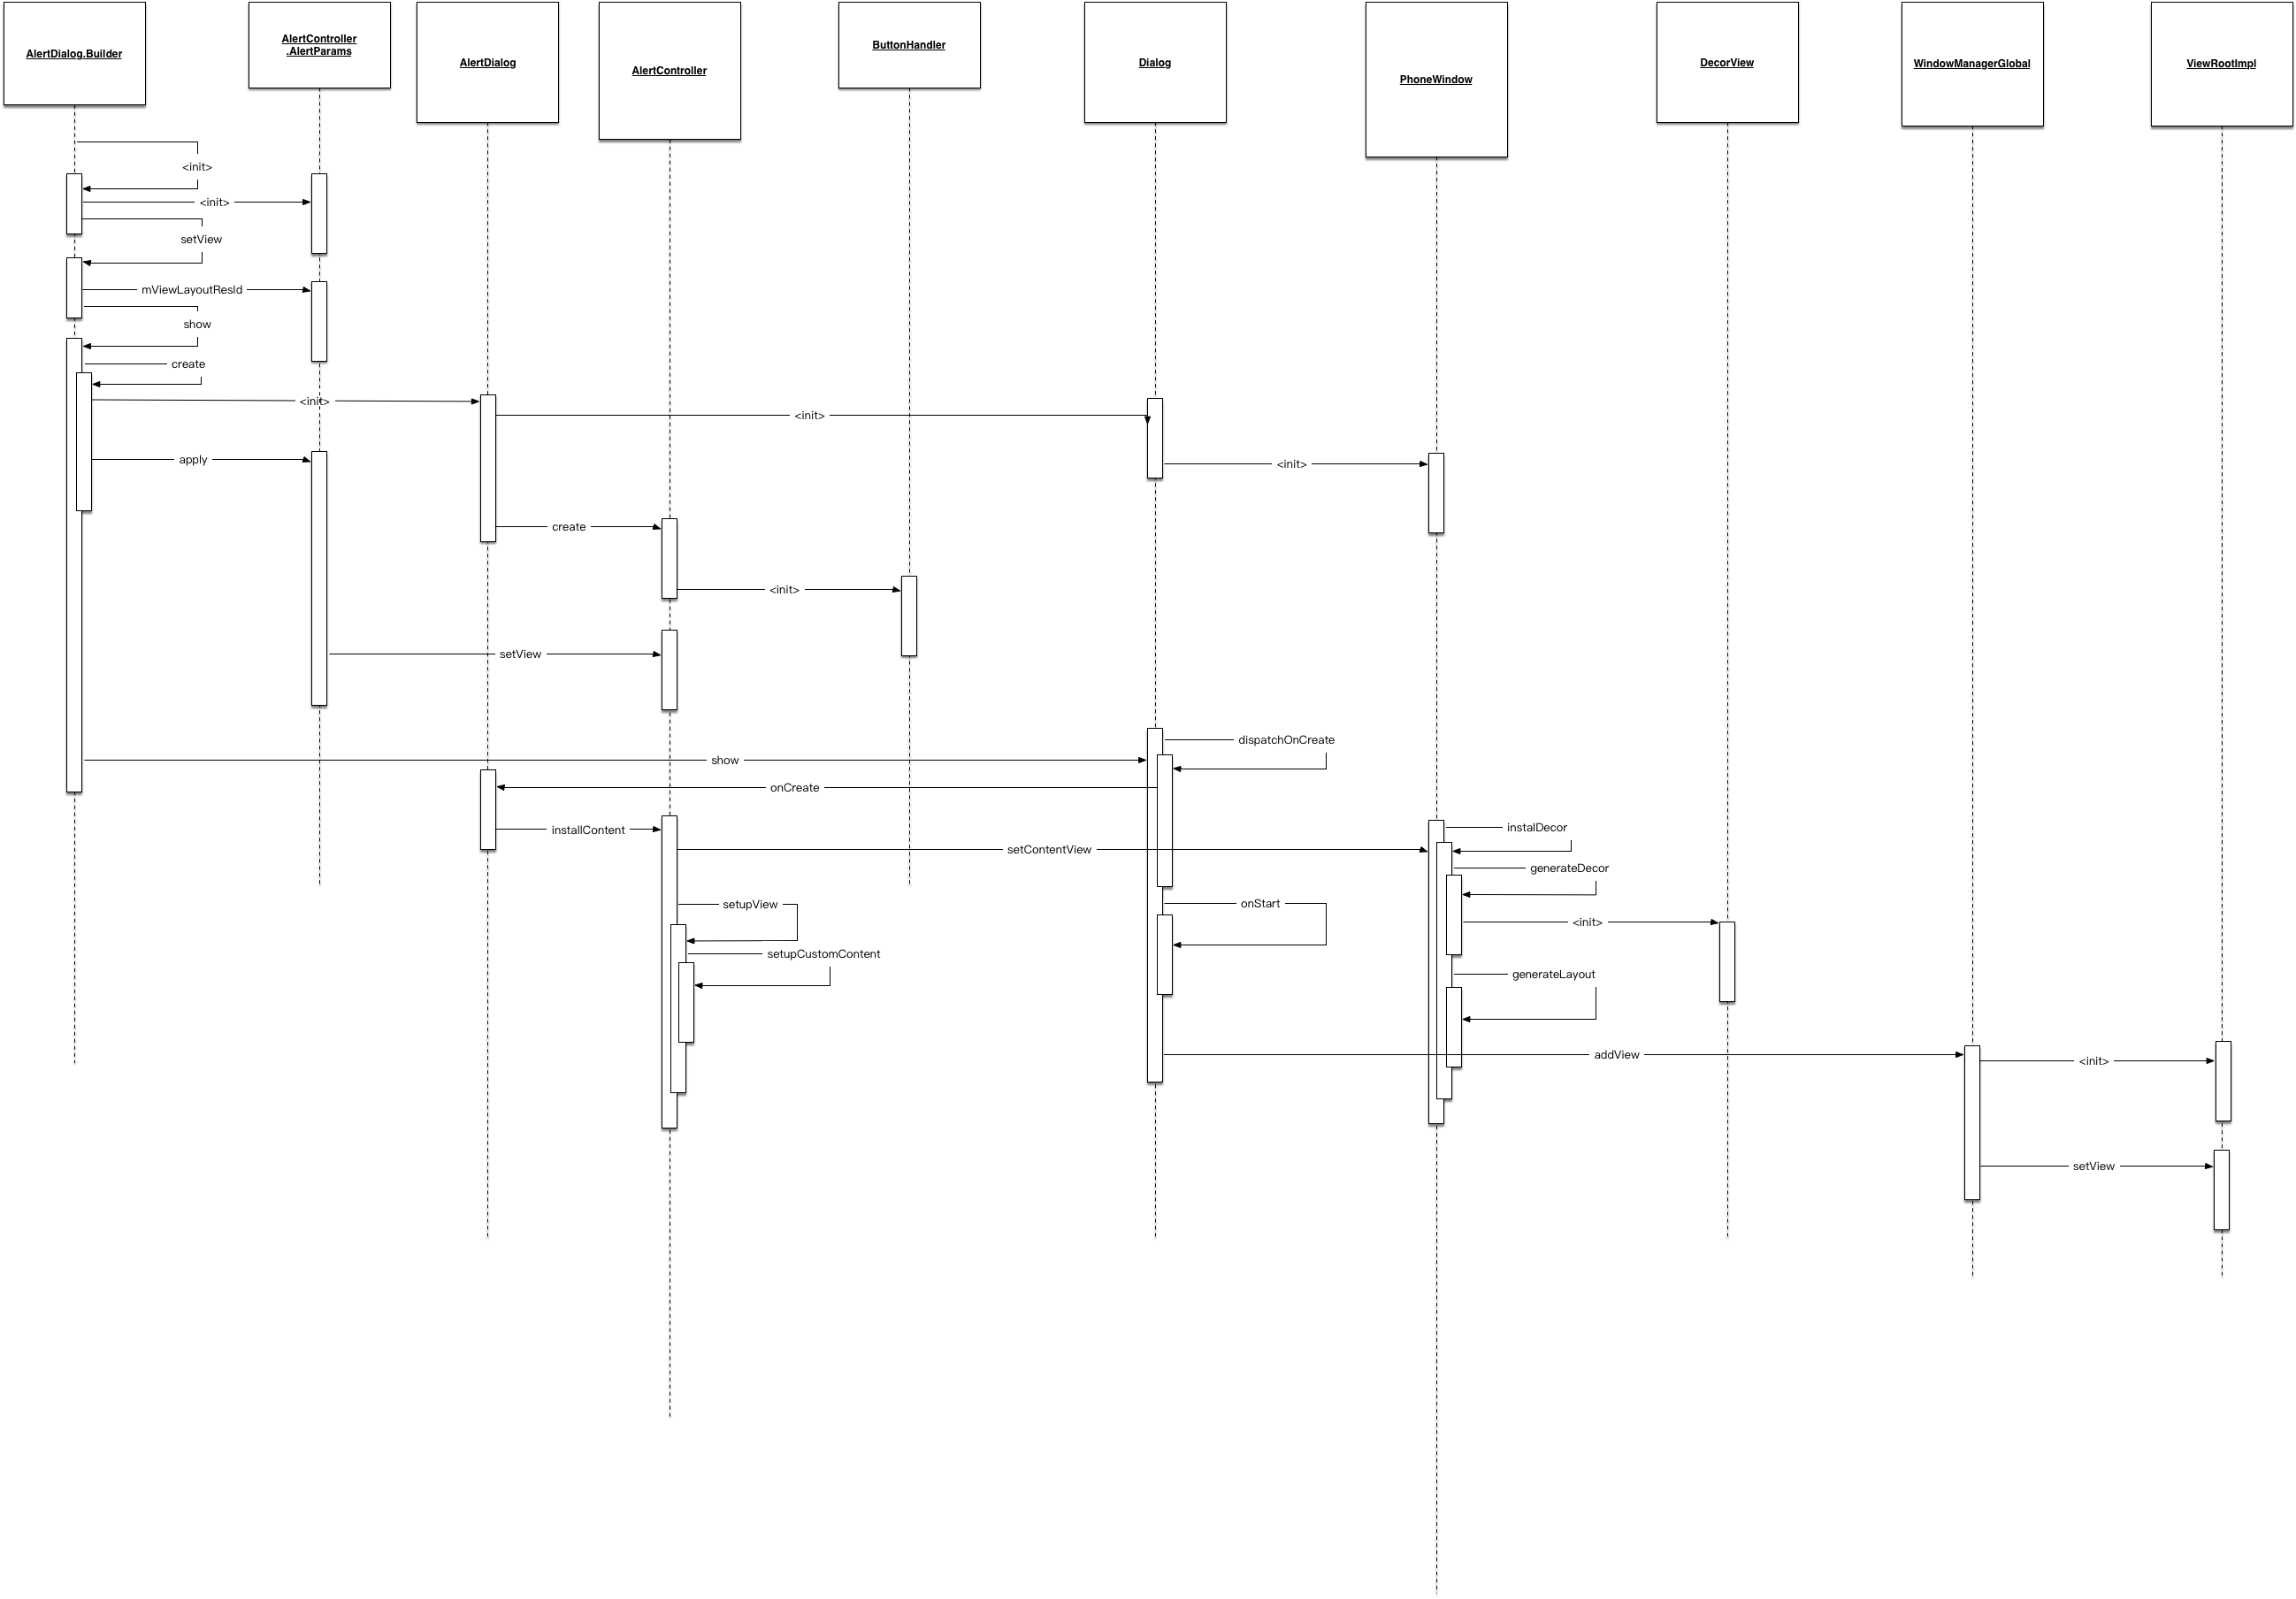 AlertDialog.Builder
AlertController
.AlertParams
AlertDialog
AlertController
ButtonHandler
Dialog
PhoneWindow
DecorView
WindowManagerGlobal
ViewRootImpl
<init>
<init>
setView
mViewLayoutResId
show
create
<init>
<init>
apply
<init>
create
<init>
setView
dispatchOnCreate
show
onCreate
instalDecor
installContent
setContentView
generateDecor
setupView
onStart
<init>
setupCustomContent
generateLayout
addView
<init>
setView